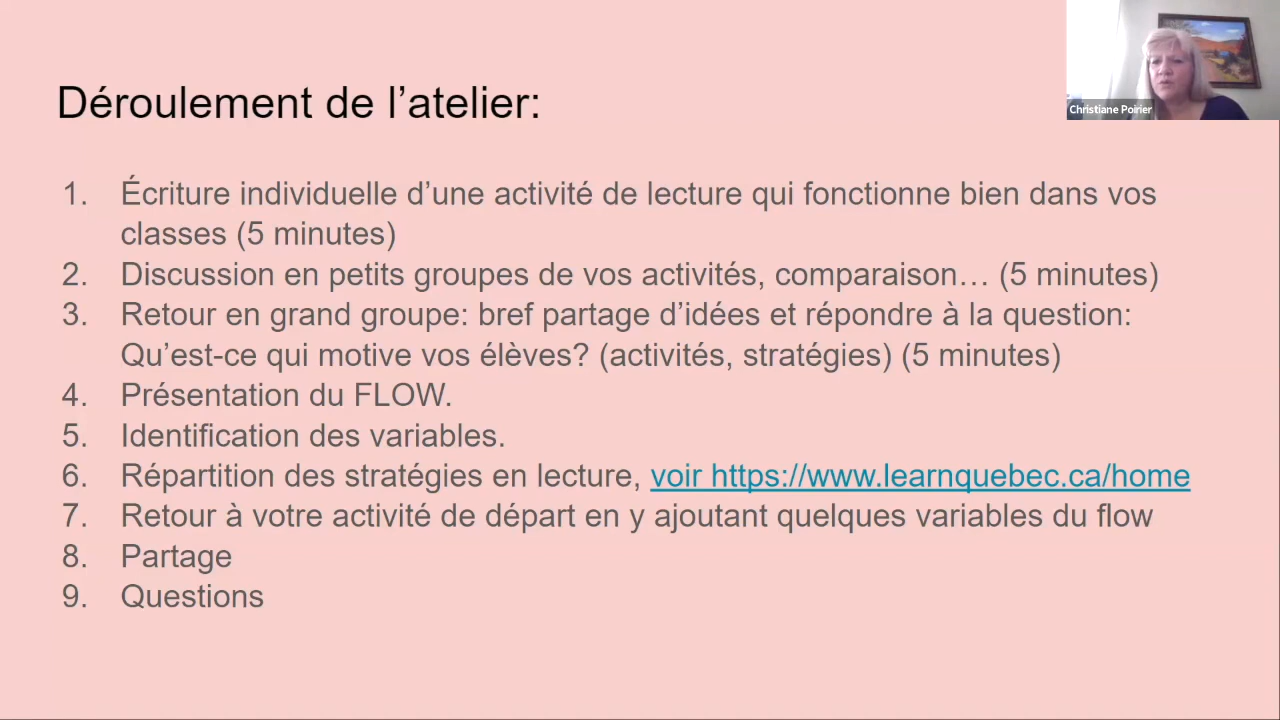 Déroulement de l’atelier:
Christiane Poirier
1. Écriture individuelle d’une activité de lecture qui fonctionne bien dans vos
classes (5 minutes)
2. Discussion en petits groupes de vos activités, comparaison… (5 minutes)
3. Retour en grand groupe: bref partage d’idées et répondre à la question:
Qu’est-ce qui motive vos élèves? (activités, stratégies) (5 minutes)
4. Présentation du FLOW.
5. Identification des variables.
6. Répartition des stratégies en lecture, voir https://www.learnquebec.ca/home
7. Retour à votre activité de départ en y ajoutant quelques variables du flow
8. Partage
9. Questions